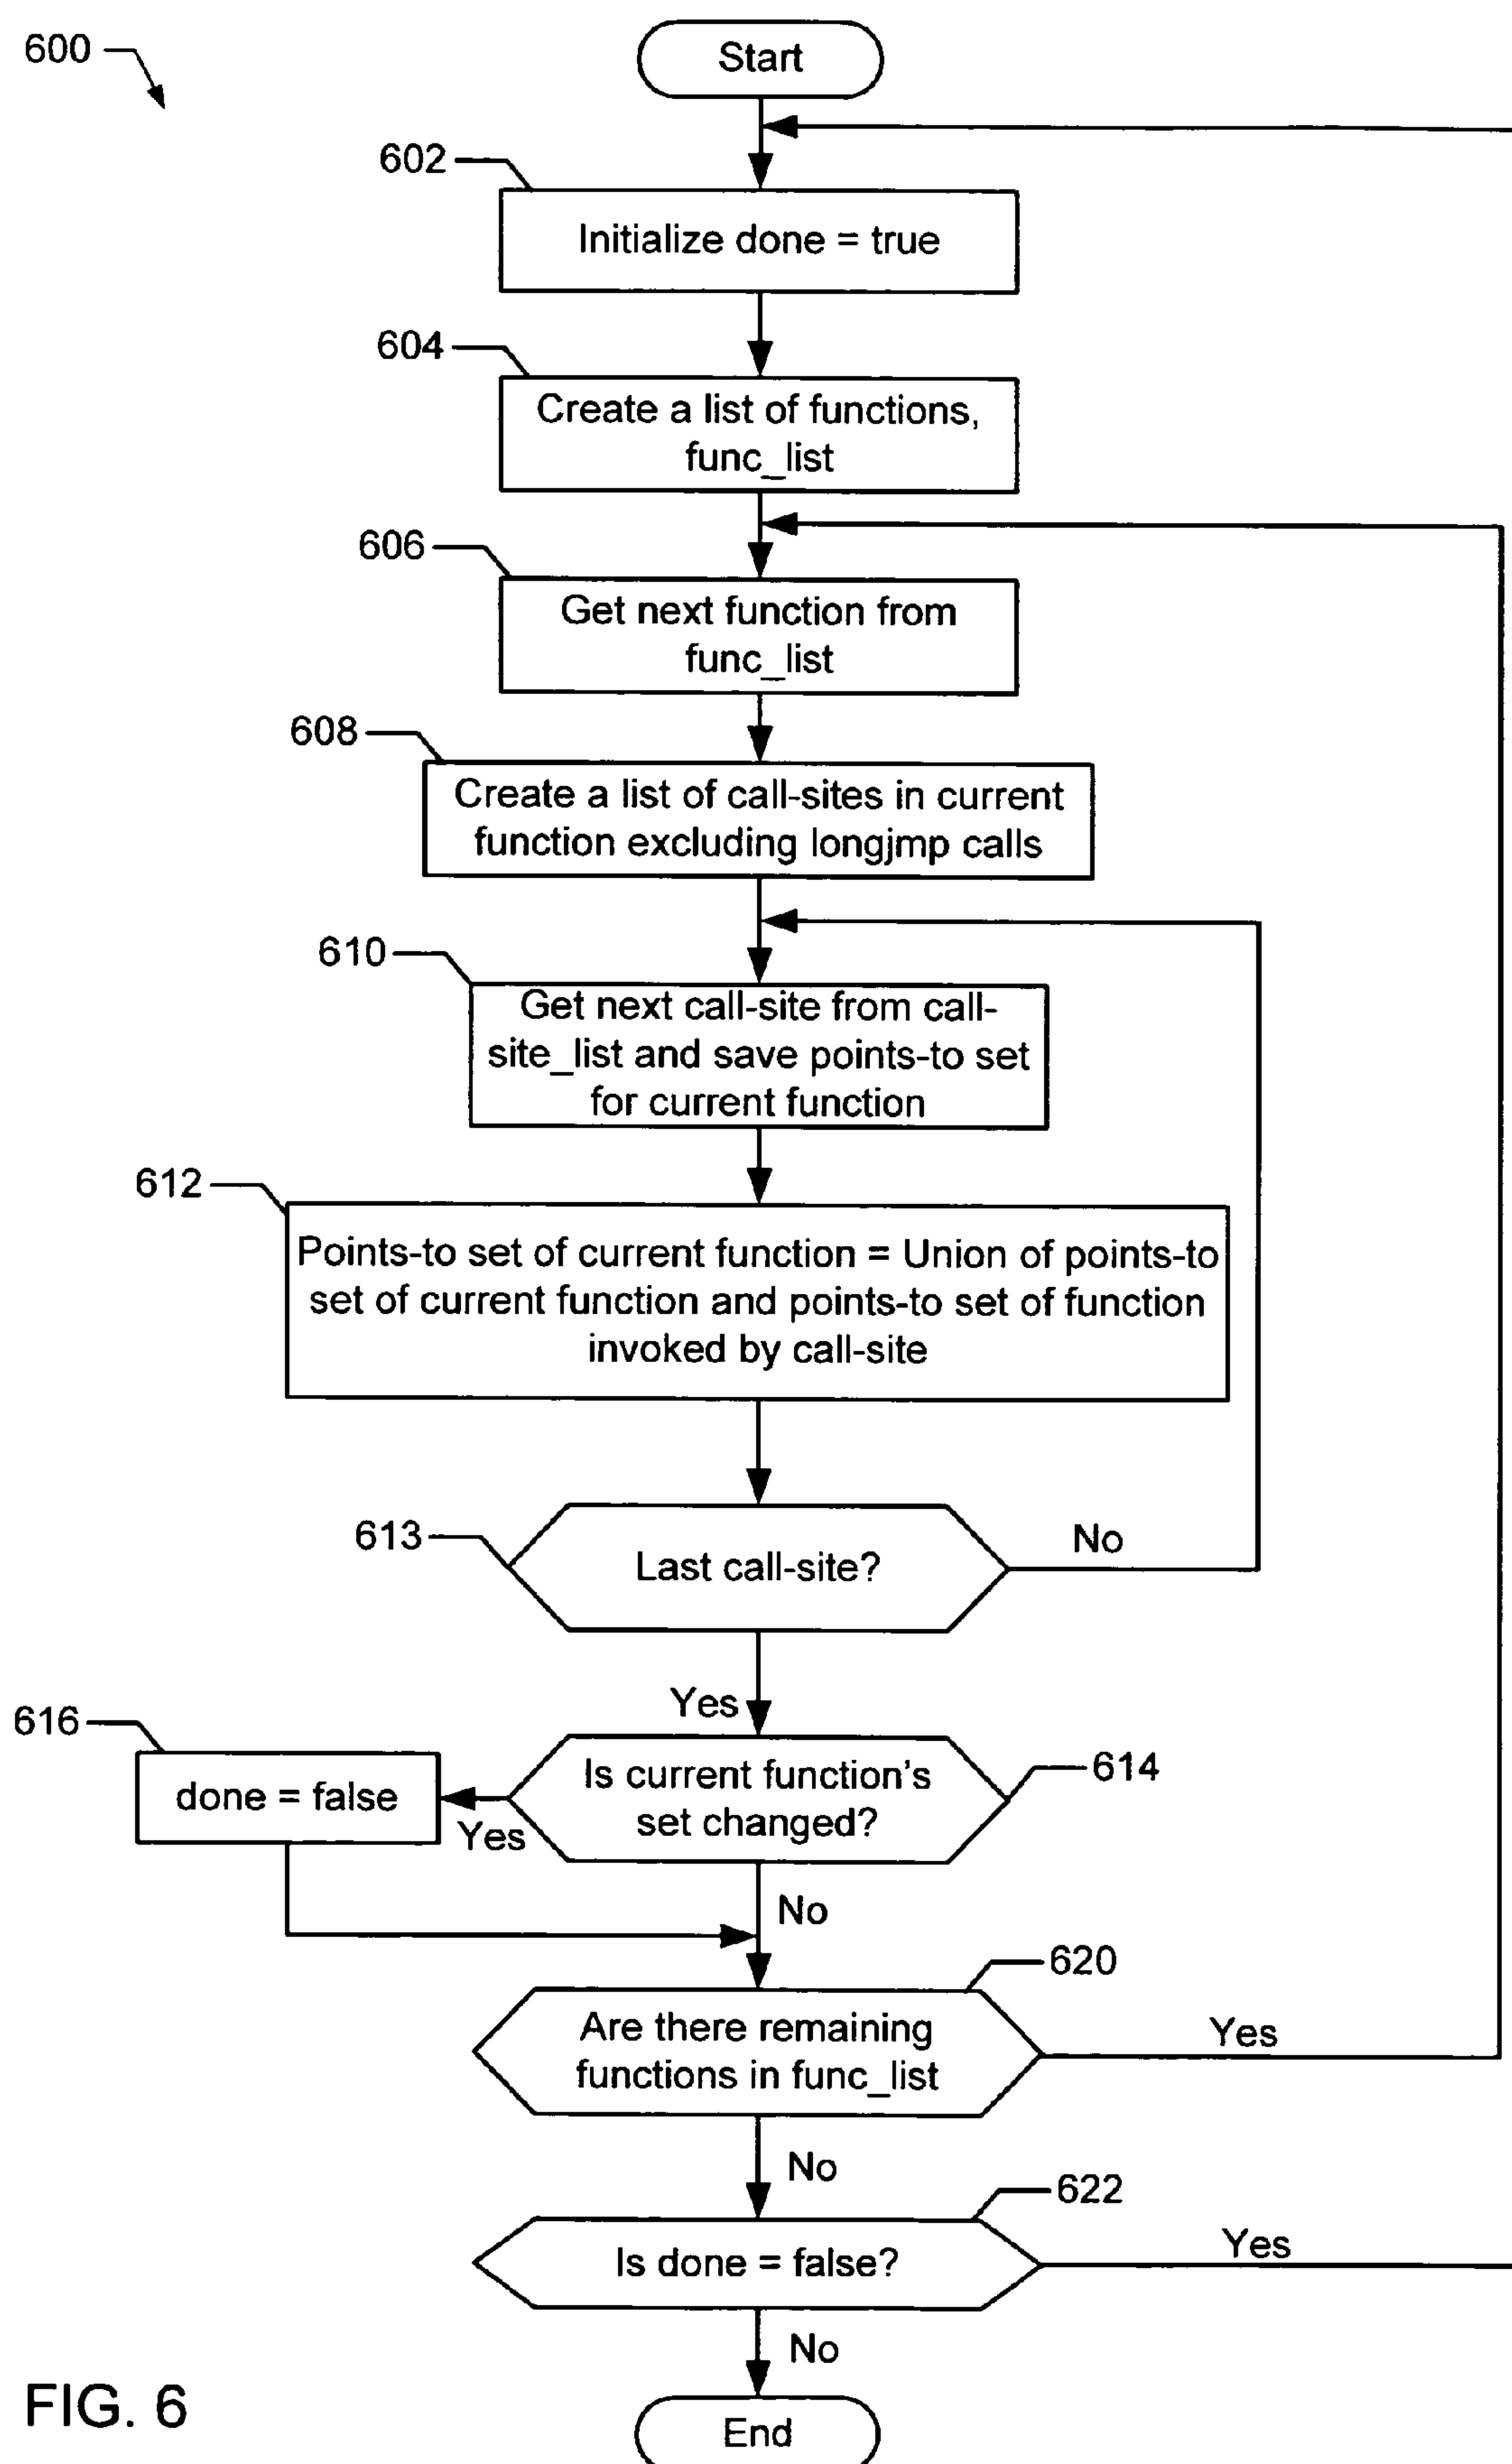 600
Start
602
Initialize done = true
604
Create a list of functions,
func_list
606
Get next function from
func_list
608
Create a list of call-sites in current
function excluding longjmp calls
610
Get next call-site from call-
site_list and save points-to set
for current function
612
Points-to set of current function = Union of points-to
set of current function and points-to set of function
invoked by call-site
613
Last call-site?
No
Yes
616
done = false
Yes
Is current function's
set changed?
614
No
620
Are there remaining
functions in func_list
Yes
No
622
Is done = false?
Yes
No
End
FIG. 6